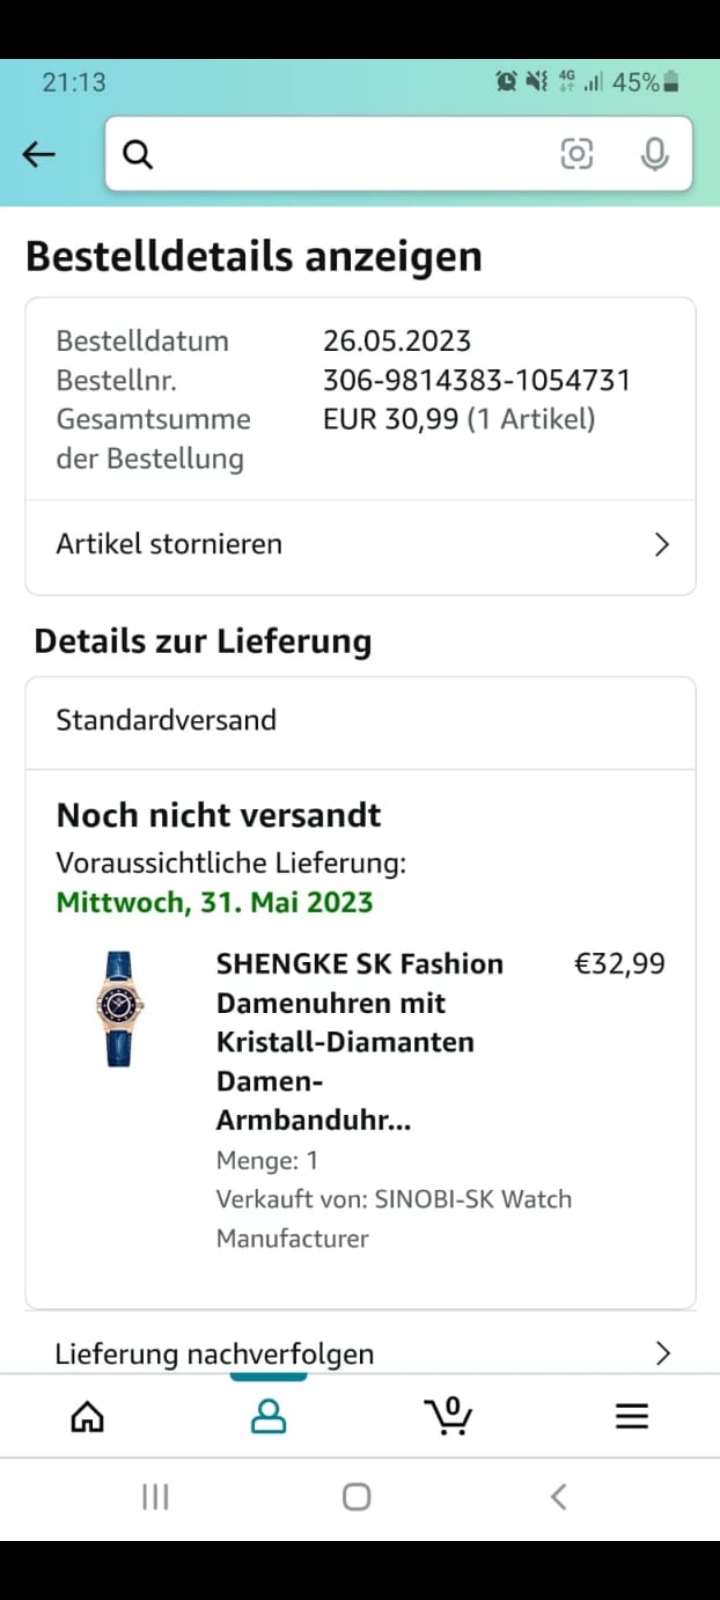 21:13 4G 45%
Bestelldetails anzeigen
Bestelldatum 26.05.2023
Bestellnr. 306-9814383-1054731
Gesamtsumme EUR 30,99 (1 Artikel)
der Bestellung
Artikel stornieren
Details zur Lieferung
Standardversand
Noch nicht versandt
Voraussichtliche Lieferung:
Mittwoch, 31. Mai 2023
SHENGKE SK Fashion €32,99
Damenuhren mit
Kristall-Diamanten
Damen-
Armbanduhr...
Menge: 1
Verkauft von: SINOBI-SK Watch
Manufacturer
Lieferung nachverfolgen
0